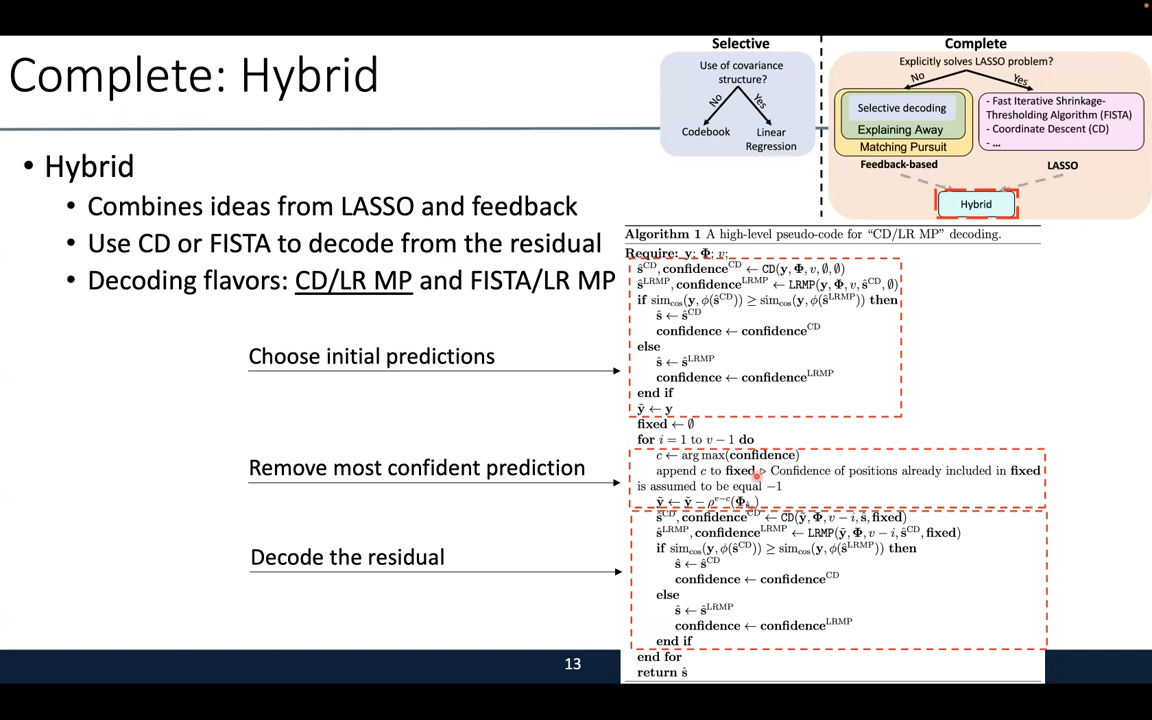 Complete: Hybrid
Selective
Use of covariance
structure?
No
Yes
Codebook
Linear
Regression
Complete
Explicitly solves LASSO problem?
No
Yes
Selective decoding
Explaining Away
Matching Pursuit
Feedback-based
- Fast Iterative Shrinkage-
Thresholding Algorithm (FISTA)
- Coordinate Descent (CD)
- ...
LASSO
Hybrid
• Hybrid
• Combines ideas from LASSO and feedback
• Use CD or FISTA to decode from the residual
• Decoding flavors: CD/LR MP and FISTA/LR MP
Choose initial predictions
Remove most confident prediction
Decode the residual
Algorithm 1 A high-level pseudo-code for “CD/LR MP” decoding.
Require: y; Φ; v;
ŝ^CD, confidence^CD ← CD(y, Φ, v, ∅, ∅)
ŝ^LRMP, confidence^LRMP ← LRMP(y, Φ, v, ŝ^CD, ∅)
if sim_cos(y, ϕ(ŝ^CD)) ≥ sim_cos(y, ϕ(ŝ^LRMP)) then
ŝ ← ŝ^CD
confidence ← confidence^CD
else
ŝ ← ŝ^LRMP
confidence ← confidence^LRMP
end if
ỹ ← y
fixed ← ∅
for i = 1 to v − 1 do
c ← arg max(confidence)
append c to fixed ▷ Confidence of positions already included in fixed
is assumed to be equal −1
ỹ ← ỹ − ρ^{v−c}(Φ_ŝ)
ŝ^CD, confidence^CD ← CD(ỹ, Φ, v − i, ŝ, fixed)
ŝ^LRMP, confidence^LRMP ← LRMP(ỹ, Φ, v − i, ŝ^CD, fixed)
if sim_cos(y, ϕ(ŝ^CD)) ≥ sim_cos(y, ϕ(ŝ^LRMP)) then
ŝ ← ŝ^CD
confidence ← confidence^CD
else
ŝ ← ŝ^LRMP
confidence ← confidence^LRMP
end if
end for
return ŝ
13